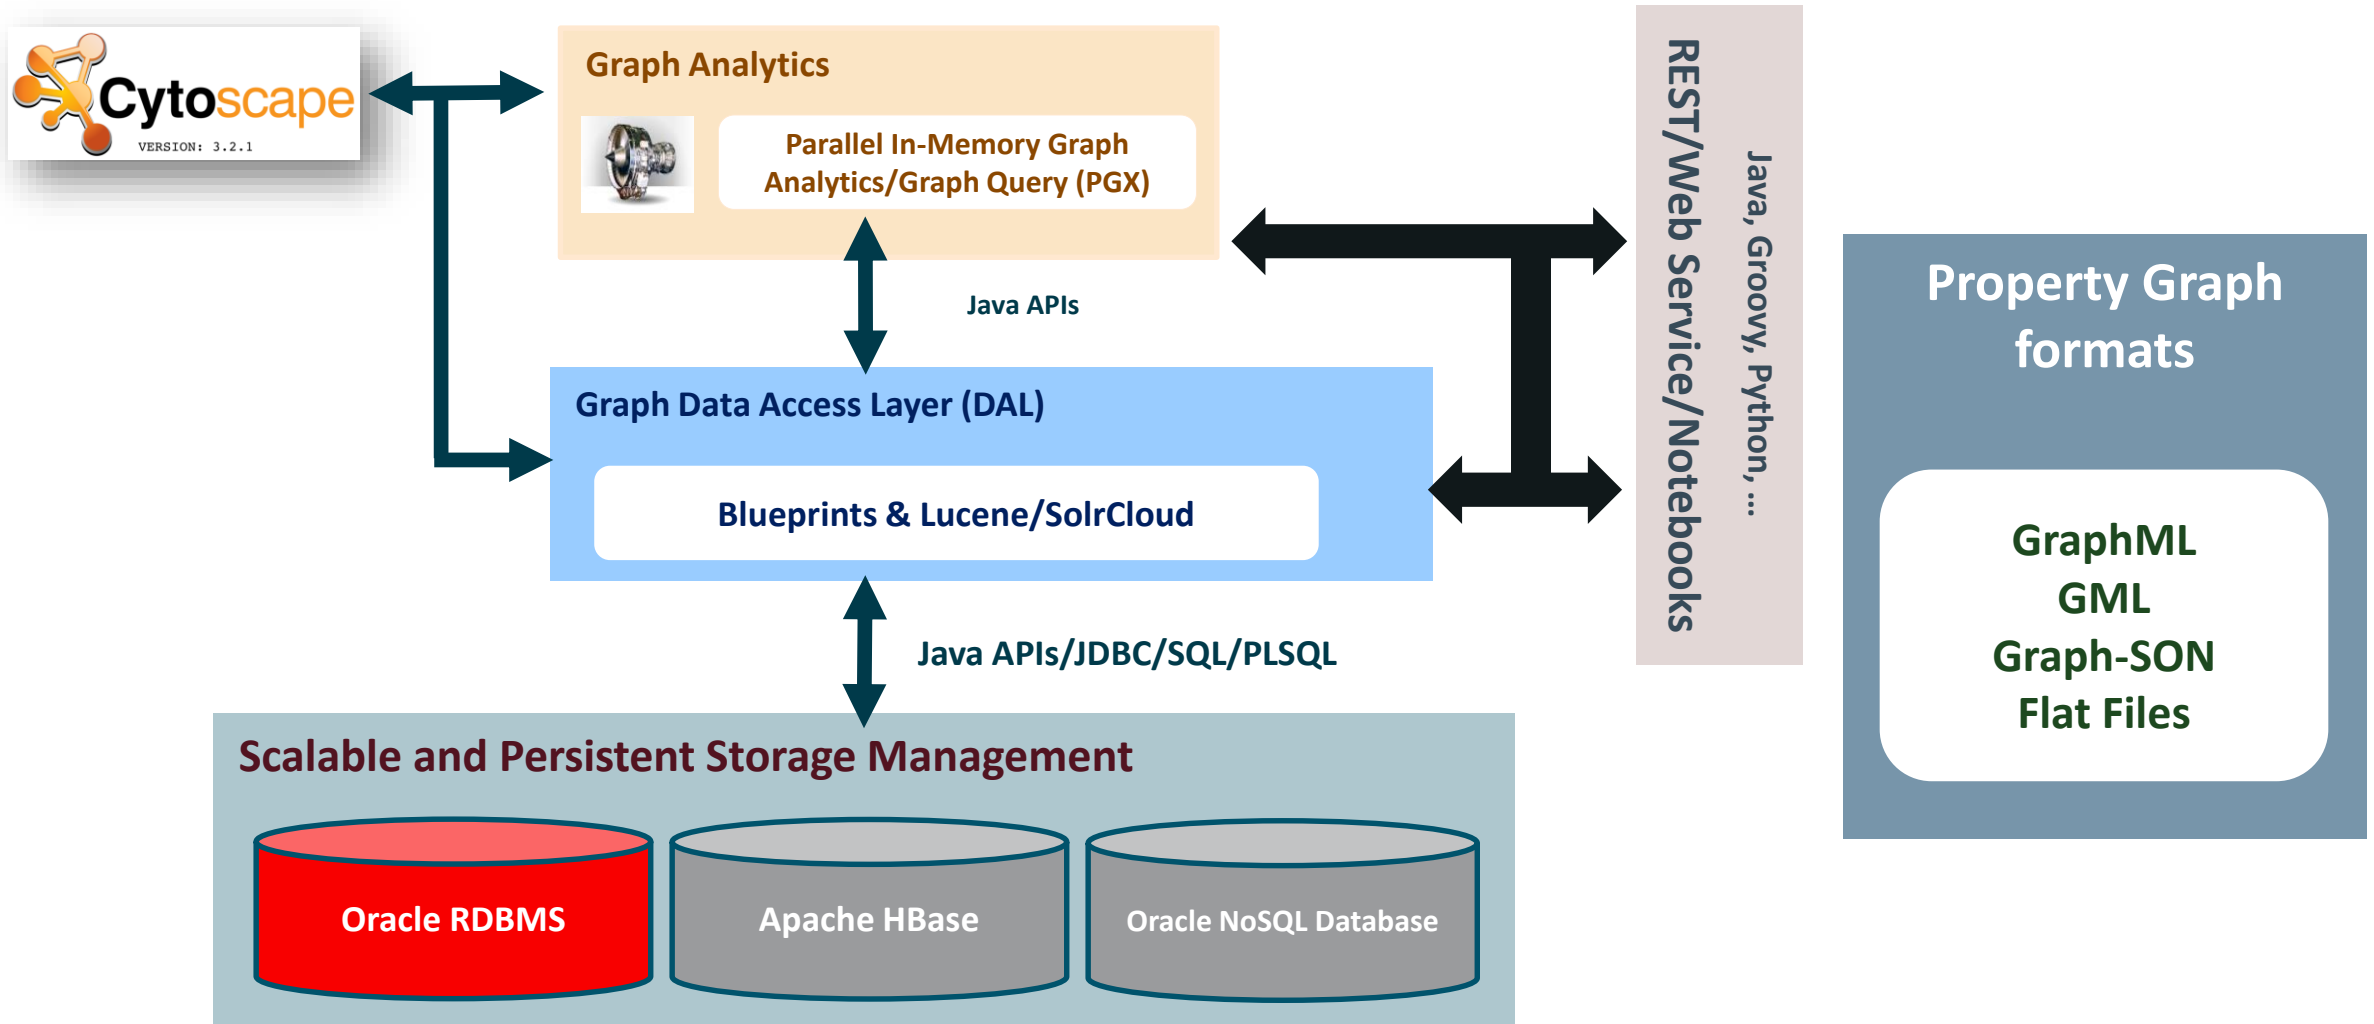 Cytoscape
VERSION: 3.2.1
Graph Analytics
Parallel In-Memory Graph
Analytics/Graph Query (PGX)
Java APIs
Graph Data Access Layer (DAL)
Blueprints & Lucene/SolrCloud
Java APIs/JDBC/SQL/PLSQL
Scalable and Persistent Storage Management
Oracle RDBMS
Apache HBase
Oracle NoSQL Database
REST/Web Service/Notebooks
Java, Groovy, Python, ...
Property Graph
formats
GraphML
GML
Graph-SON
Flat Files